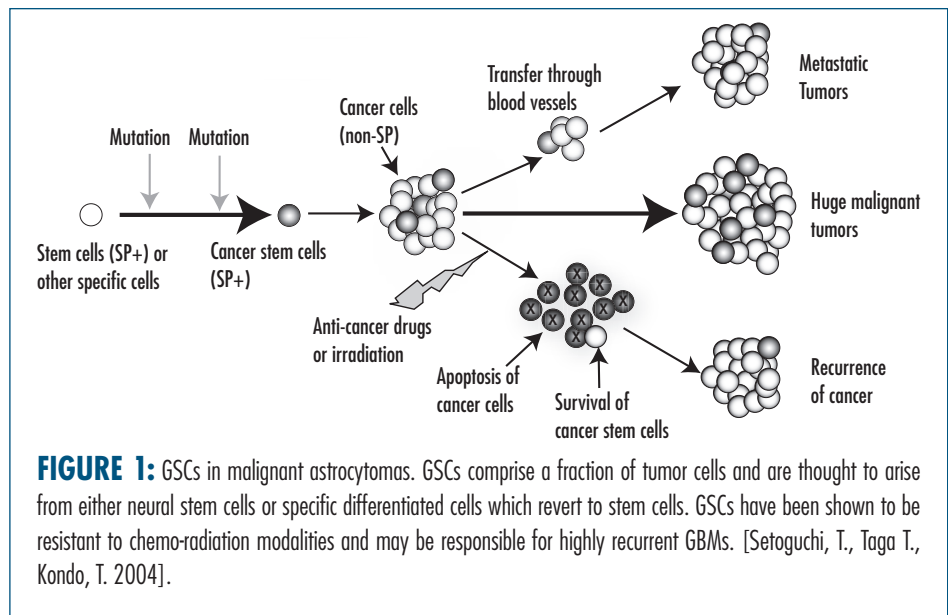 Mutation
Mutation
Stem cells (SP+) or
other specific cells
Cancer stem cells
(SP+)
Cancer cells
(non-SP)
Transfer through
blood vessels
Metastatic
Tumors
Huge malignant
tumors
Anti-cancer drugs
or irradiation
X
X
X
X
X
X
X
X
X
X
X
Apoptosis of
cancer cells
Survival of
cancer stem cells
Recurrence
of cancer
FIGURE 1: GSCs in malignant astrocytomas. GSCs comprise a fraction of tumor cells and are thought to arise
from either neural stem cells or specific differentiated cells which revert to stem cells. GSCs have been shown to be
resistant to chemo-radiation modalities and may be responsible for highly recurrent GBMs. [Setoguchi, T., Taga T.,
Kondo, T. 2004].